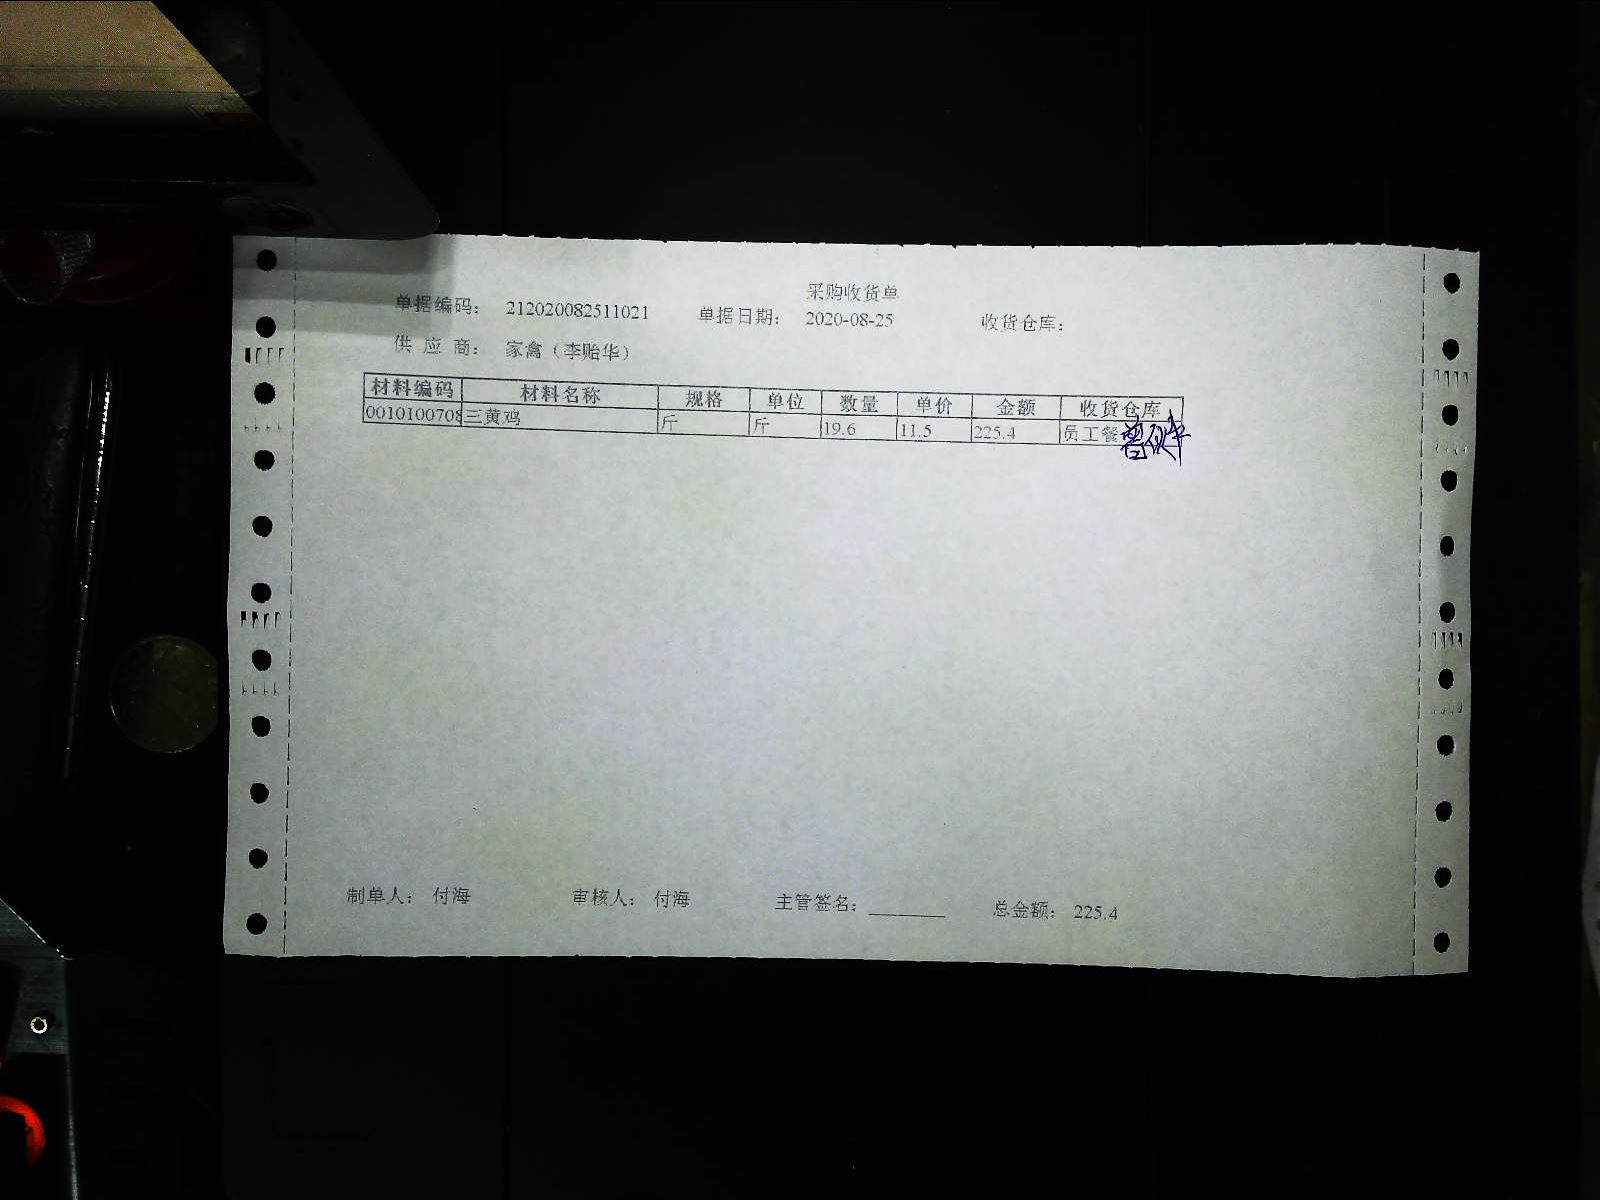 采购收货单
单据编码： 212020082511021 单据日期： 2020-08-25 收货仓库：
供 应 商： 家禽（李贻华）
材料编码 材料名称 规格 单位 数量 单价 金额 收货仓库
0010100708 三黄鸡 斤 斤 19.6 11.5 225.4 员工餐
制单人： 付海 审核人： 付海 主管签名： 总金额： 225.4